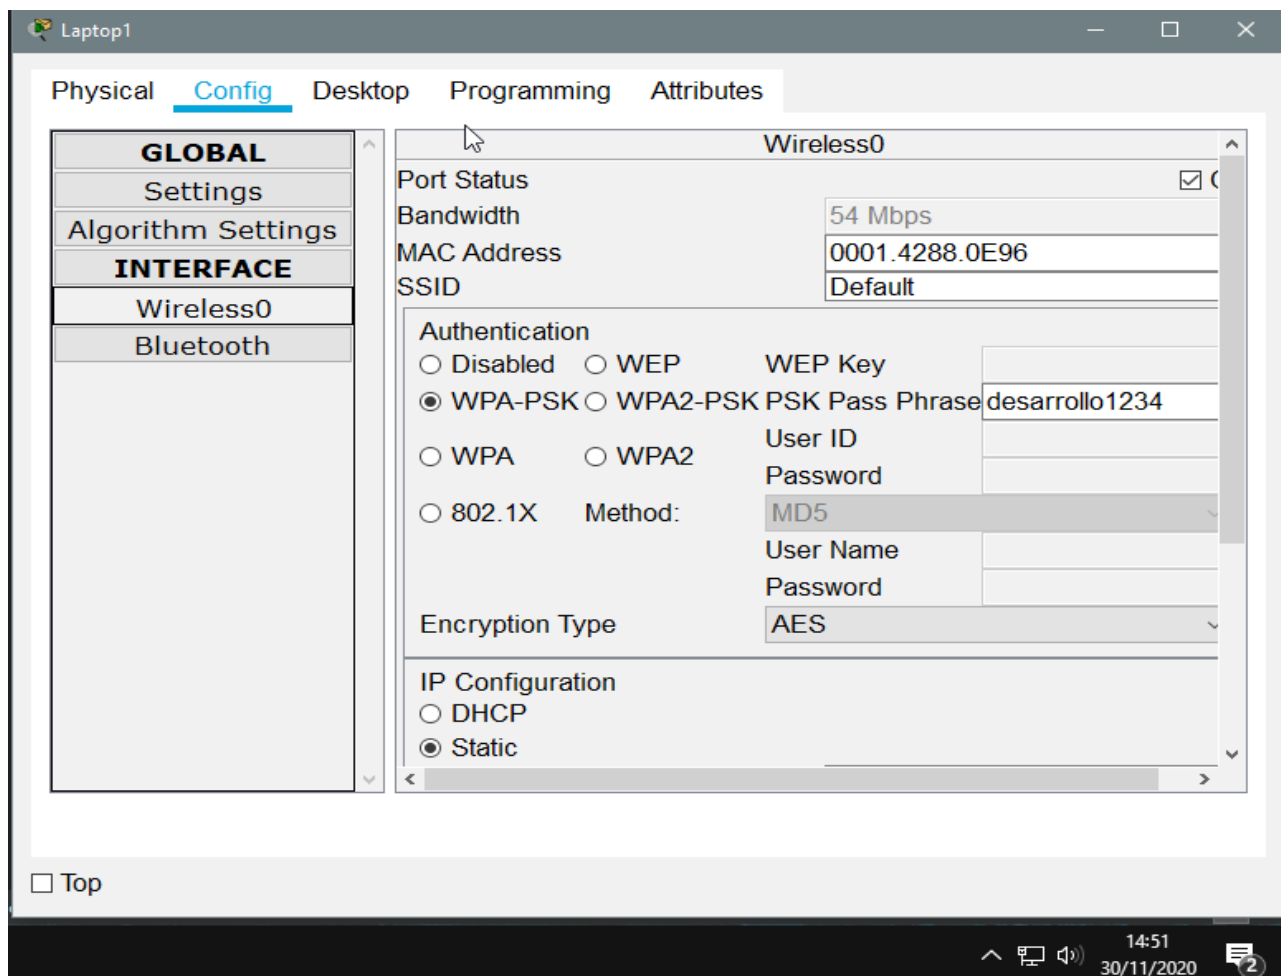 Laptop1
Physical Config Desktop Programming Attributes
GLOBAL
Settings
Algorithm Settings
INTERFACE
Wireless0
Bluetooth
Wireless0
Port Status
Bandwidth 54 Mbps
MAC Address 0001.4288.0E96
SSID Default
Authentication
Disabled WEP WEP Key
WPA-PSK WPA2-PSK PSK Pass Phrase desarrollo1234
User ID
WPA WPA2
Password
802.1X Method: MD5
User Name
Password
Encryption Type AES
IP Configuration
DHCP
Static
Top
14:51
30/11/2020
2